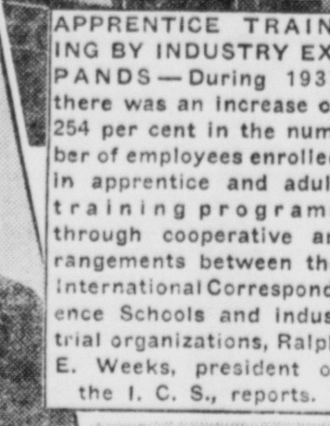 APPRENTICE TRAIN
ING BY INDUSTRY EX
PANDS — During 193
there was an increase o
254 per cent in the num
ber of employees enrolle
in apprentice and adul
training program
through cooperative ar
rangements between th
International Correspond
ence Schools and indus
trial organizations, Ralp
E. Weeks, president o
the I. C. S., reports.